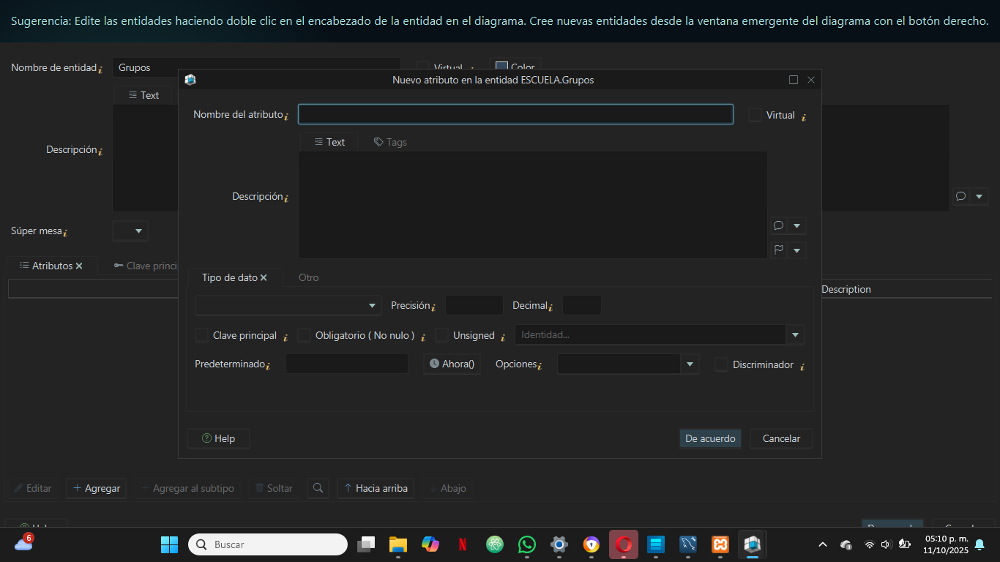 Sugerencia: Edite las entidades haciendo doble clic en el encabezado de la entidad en el diagrama. Cree nuevas entidades desde la ventana emergente del diagrama con el botón derecho.
Nombre de entidad
Grupos
Virtual
Color
Text
Descripción
Súper mesa
Atributos
Clave princi
Description
Nuevo atributo en la entidad ESCUELA.Grupos
Nombre del atributo
Virtual
Text
Tags
Descripción
Tipo de dato
Otro
Precisión
Decimal
Clave principal
Obligatorio ( No nulo )
Unsigned
Identidad...
Predeterminado
Ahora()
Opciones
Discriminador
Help
De acuerdo
Cancelar
Editar
Agregar
Agregar al subtipo
Soltar
Hacia arriba
Abajo
6
Buscar
05:10 p. m.
11/10/2025